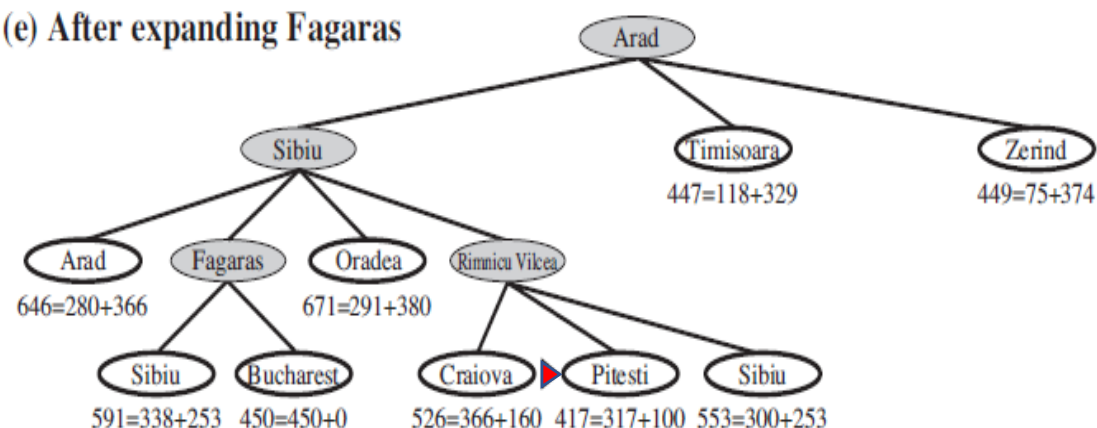 (e) After expanding Fagaras
Arad
Sibiu
Timisoara
Zerind
447=118+329
449=75+374
Arad
Fagaras
Oradea
Rimnicu Vilcea
646=280+366
671=291+380
Sibiu
Bucharest
Craiova
Pitesti
Sibiu
591=338+253
450=450+0
526=366+160
417=317+100
553=300+253